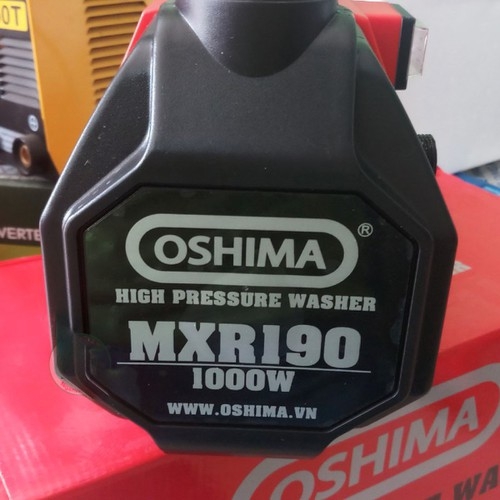 OSHIMA®
HIGH PRESSURE WASHER
MXR190
1000W
WWW.OSHIMA.VN
OSHIMA